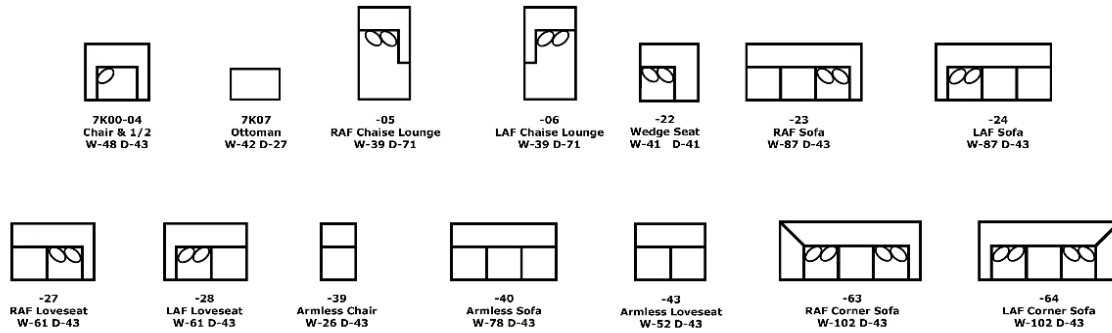 7K00-04
Chair & 1/2
W-48 D-43
7K07
Ottoman
W-42 D-27
-05
RAF Chaise Lounge
W-39 D-71
-06
LAF Chaise Lounge
W-39 D-71
-22
Wedge Seat
W-41 D-41
-23
RAF Sofa
W-87 D-43
-24
LAF Sofa
W-87 D-43
-27
RAF Loveseat
W-61 D-43
-28
LAF Loveseat
W-61 D-43
-39
Armless Chair
W-26 D-43
-40
Armless Sofa
W-78 D-43
-43
Armless Loveseat
W-52 D-43
-63
RAF Corner Sofa
W-102 D-43
-64
LAF Corner Sofa
W-102 D-43